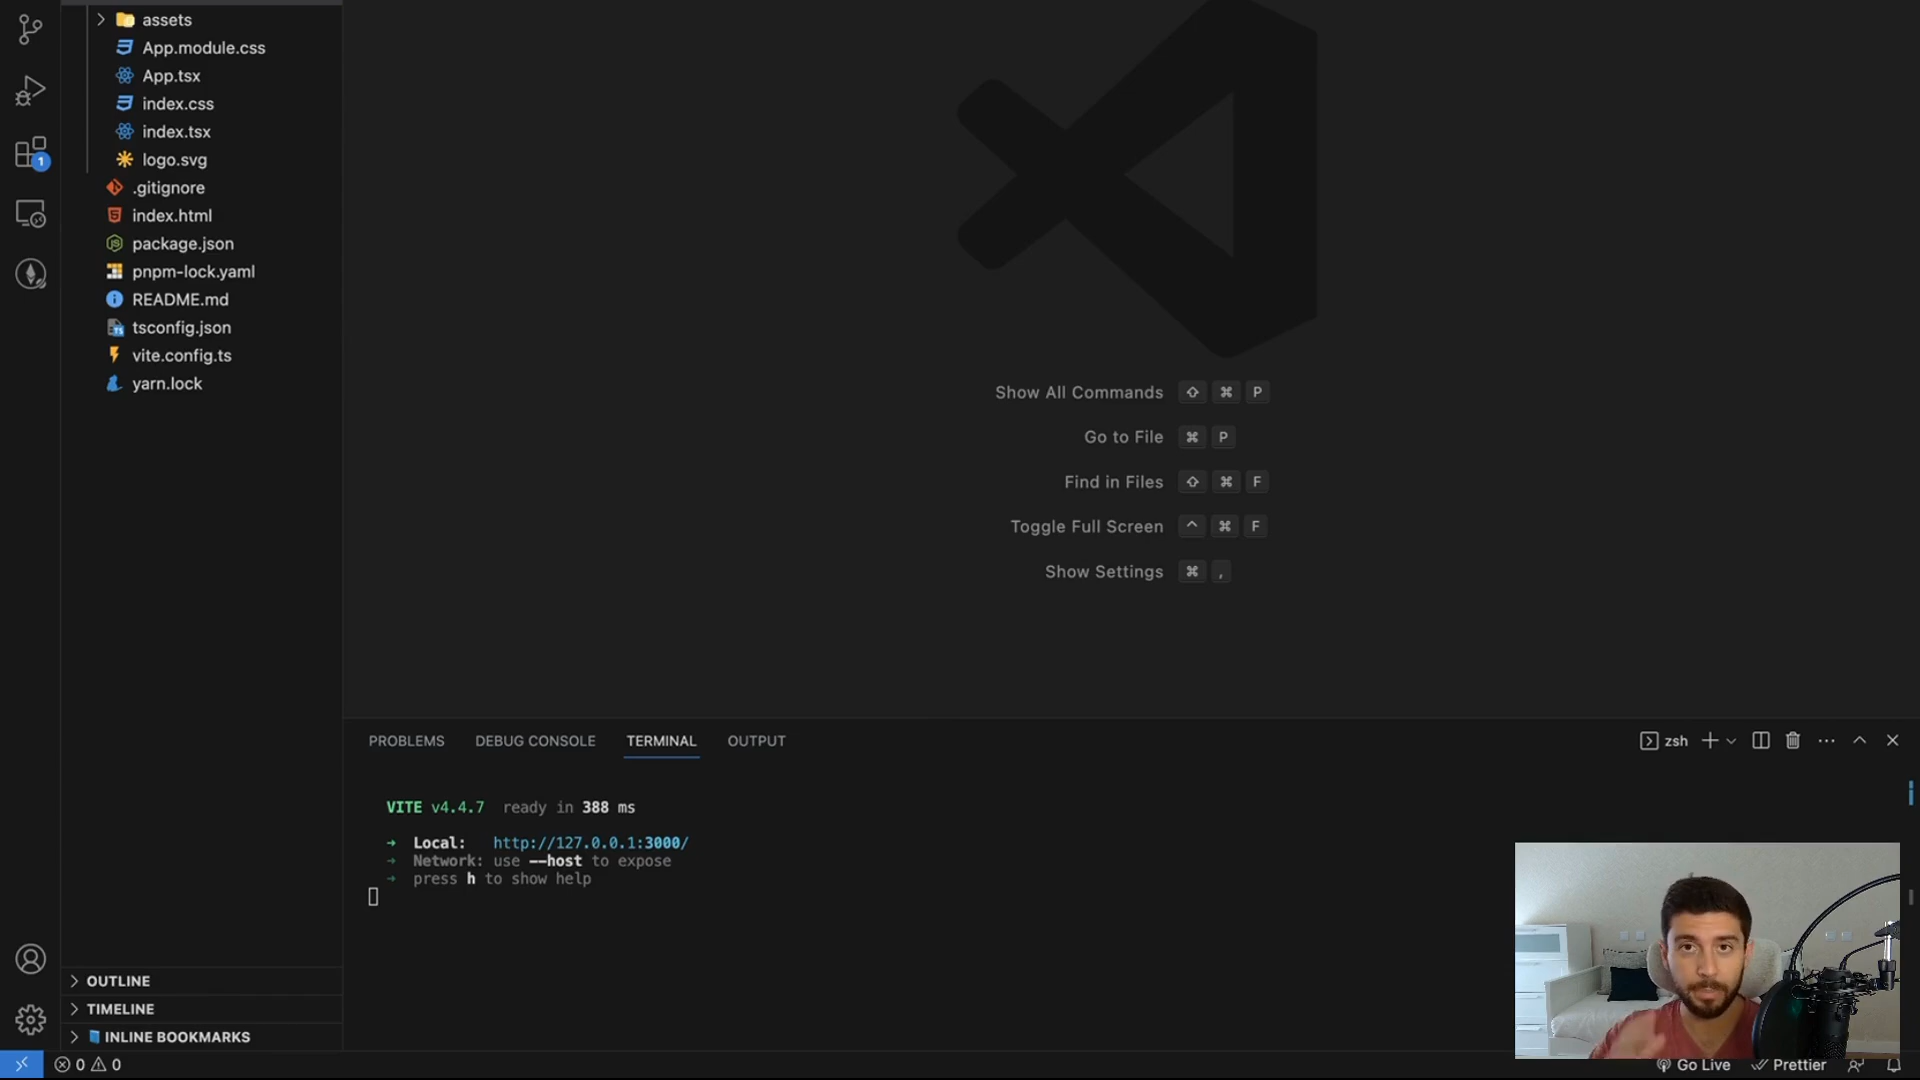 assets
App.module.css
App.tsx
index.css
index.tsx
logo.svg
.gitignore
index.html
package.json
pnpm-lock.yaml
README.md
tsconfig.json
vite.config.ts
yarn.lock
1
Show All Commands ⇧ ⌘ P
Go to File ⌘ P
Find in Files ⇧ ⌘ F
Toggle Full Screen ^ ⌘ F
Show Settings ⌘ ,
PROBLEMS DEBUG CONSOLE TERMINAL OUTPUT
zsh
VITE v4.4.7 ready in 388 ms
➜ Local: http://127.0.0.1:3000/
➜ Network: use --host to expose
➜ press h to show help
OUTLINE
TIMELINE
INLINE BOOKMARKS
0 0
Go Live Prettier